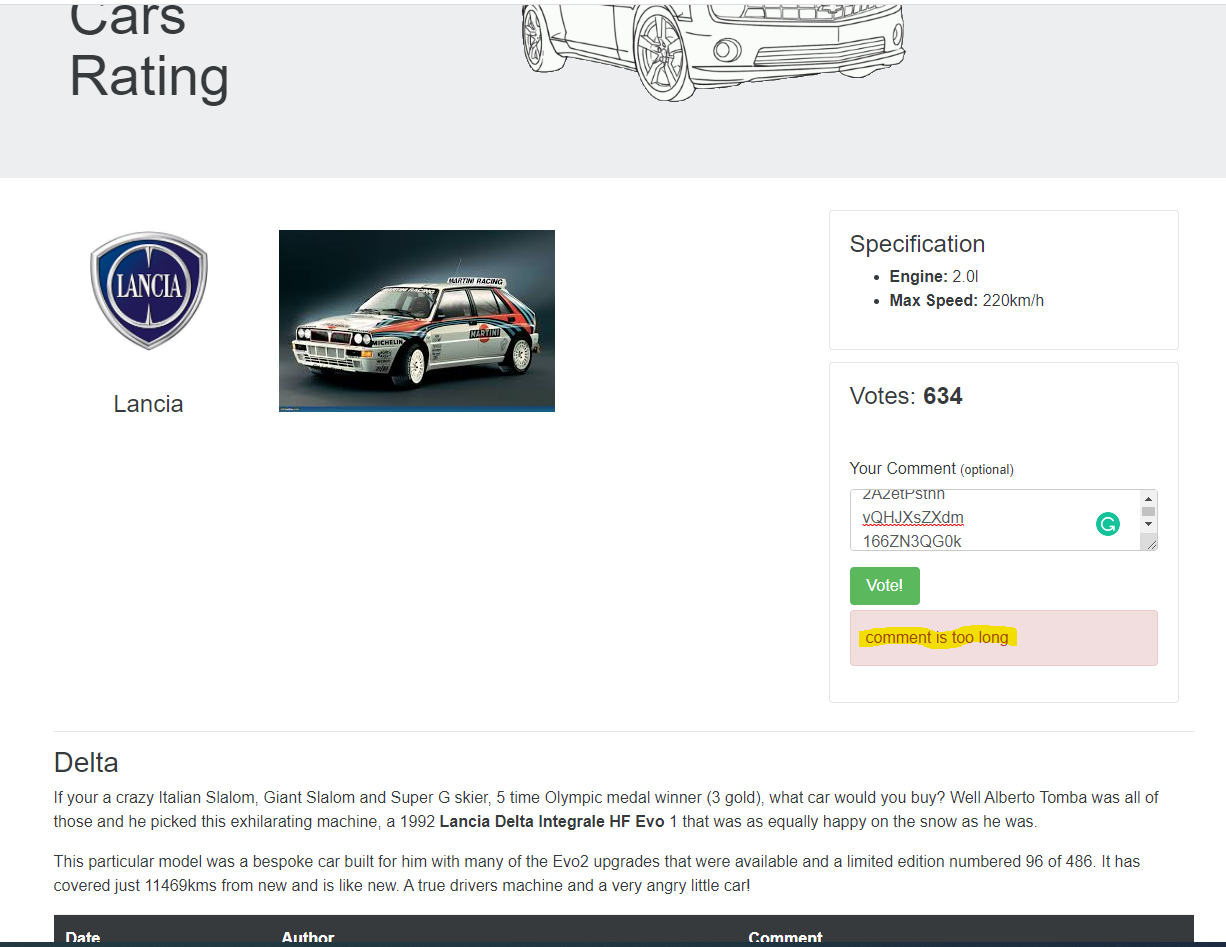 Cars
Rating
LANCIA
Lancia
MARTINI RACING
MARTINI RACING
MICHELIN
MARTINI
Specification
Engine: 2.0l
Max Speed: 220km/h
Votes: 634
Your Comment (optional)
2A2etPsthh
vQHJXsZXdm
166ZN3QG0k
Vote!
comment is too long
Delta
If your a crazy Italian Slalom, Giant Slalom and Super G skier, 5 time Olympic medal winner (3 gold), what car would you buy? Well Alberto Tomba was all of
those and he picked this exhilarating machine, a 1992 Lancia Delta Integrale HF Evo 1 that was as equally happy on the snow as he was.
This particular model was a bespoke car built for him with many of the Evo2 upgrades that were available and a limited edition numbered 96 of 486. It has
covered just 11469kms from new and is like new. A true drivers machine and a very angry little car!
Date Author Comment